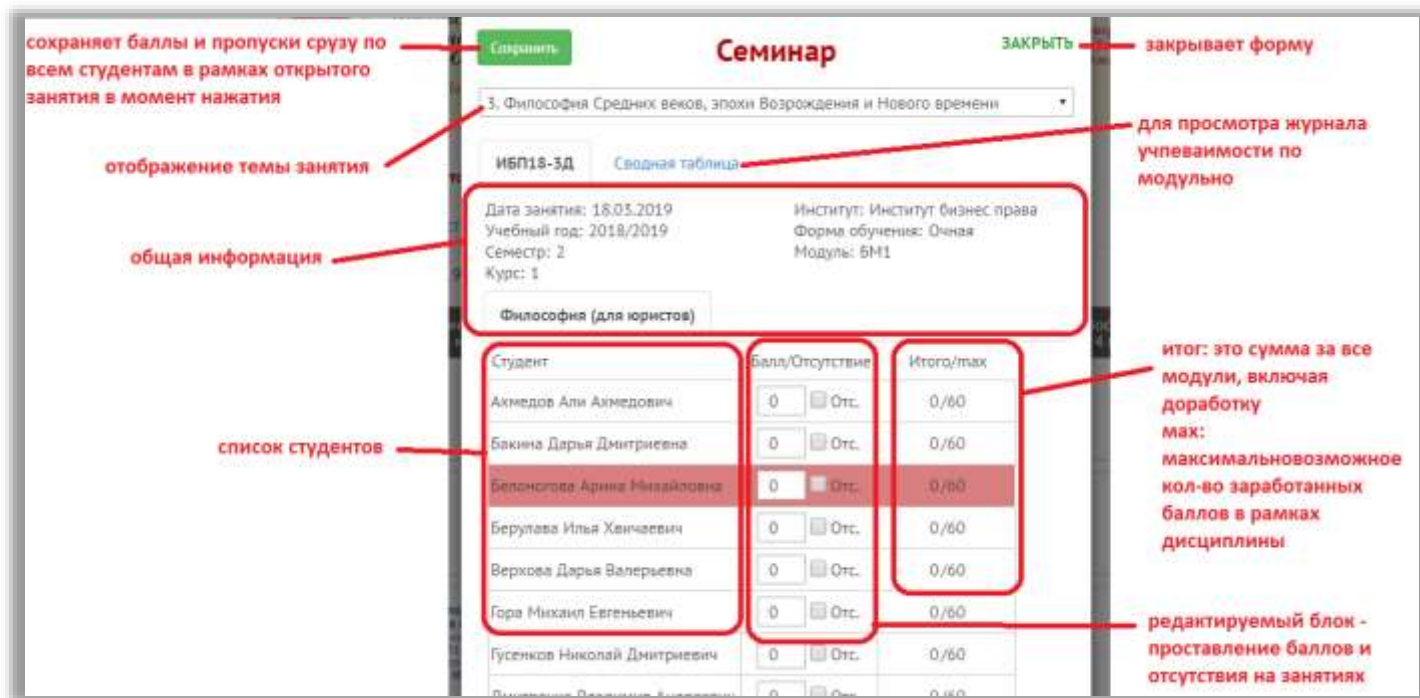 сохраняет баллы и пропуски срузу по
всем студентам в рамках открытого
занятия в момент нажатия
Сохранить
Семинар
ЗАКРЫТЬ
закрывает форму
3. Философия Средних веков, эпохи Возрождения и Нового времени
отображение темы занятия
для просмотра журнала
учпеваимости по
модульно
ИБП18-3Д
Сводная таблица
общая информация
Дата занятия: 18.03.2019
Учебный год: 2018/2019
Семестр: 2
Курс: 1
Институт: Институт бизнес права
Форма обучения: Очная
Модуль: БМ1
Философия (для юристов)
Студент Балл/Отсутствие Итого/max
Ахмедов Али Ахмедович 0 Отс. 0/60
Бакина Дарья Дмитриевна 0 Отс. 0/60
Белоногова Арина Михайловна 0 Отс. 0/60
Берулава Илья Хвичаевич 0 Отс. 0/60
Верхова Дарья Валерьевна 0 Отс. 0/60
Гора Михаил Евгеньевич 0 Отс. 0/60
Гусенков Николай Дмитриевич 0 Отс. 0/60
список студентов
итог: это сумма за все
модули, включая
доработку
мах:
максимальновозможное
кол-во заработанных
баллов в рамках
дисциплины
редактируемый блок -
проставление баллов и
отсутствия на занятиях